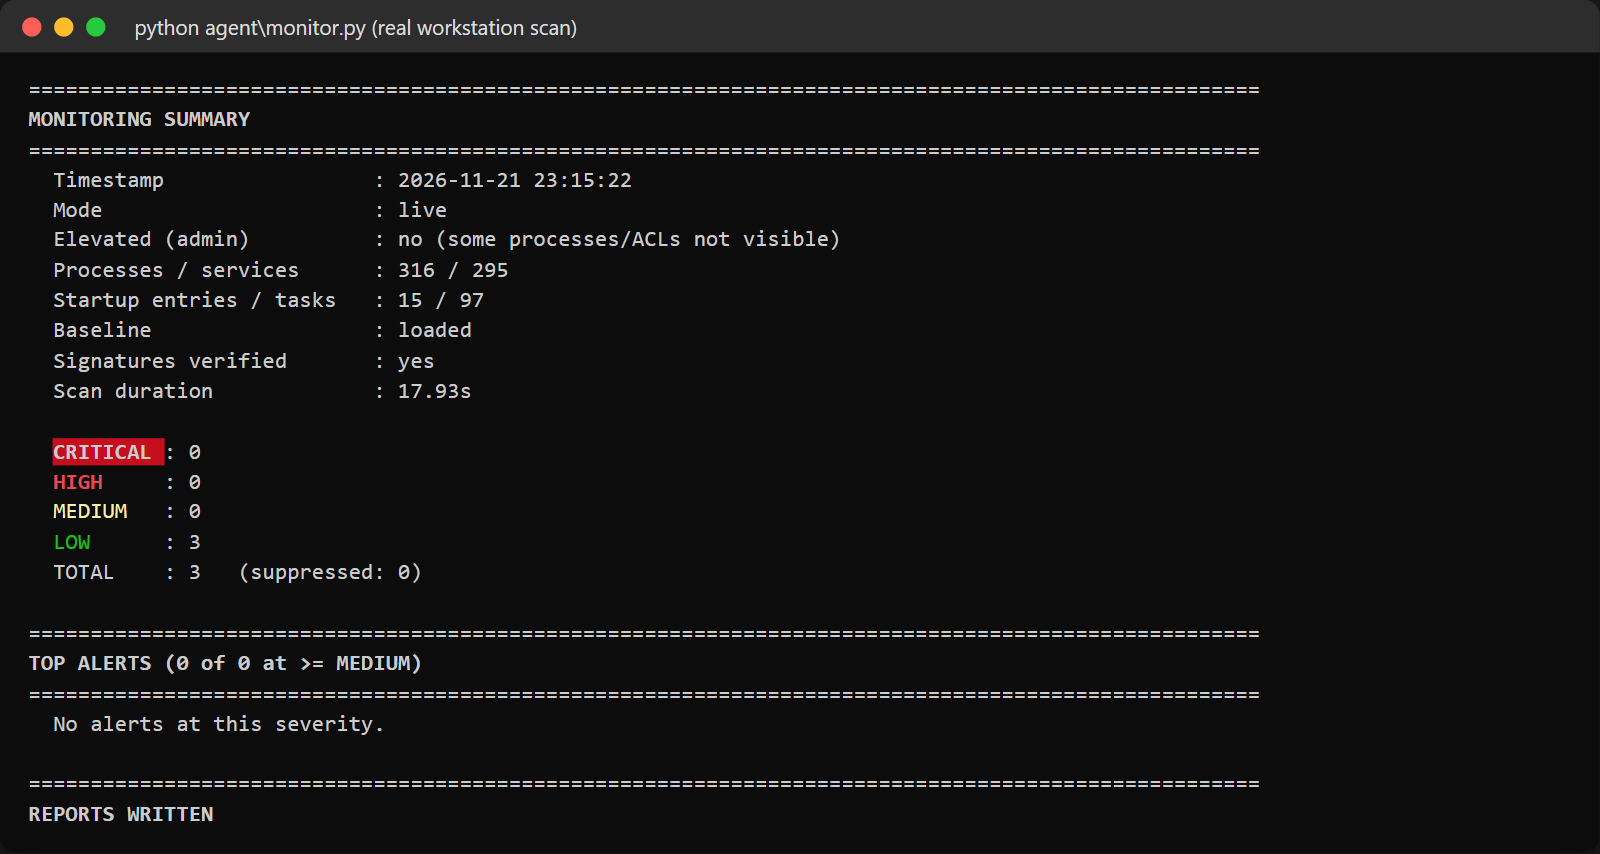 python agent\monitor.py (real workstation scan)
====================================================================================================
MONITORING SUMMARY
====================================================================================================
Timestamp : 2026-11-21 23:15:22
Mode : live
Elevated (admin) : no (some processes/ACLs not visible)
Processes / services : 316 / 295
Startup entries / tasks : 15 / 97
Baseline : loaded
Signatures verified : yes
Scan duration : 17.93s
CRITICAL : 0
HIGH : 0
MEDIUM : 0
LOW : 3
TOTAL : 3 (suppressed: 0)
====================================================================================================
TOP ALERTS (0 of 0 at >= MEDIUM)
====================================================================================================
No alerts at this severity.
====================================================================================================
REPORTS WRITTEN